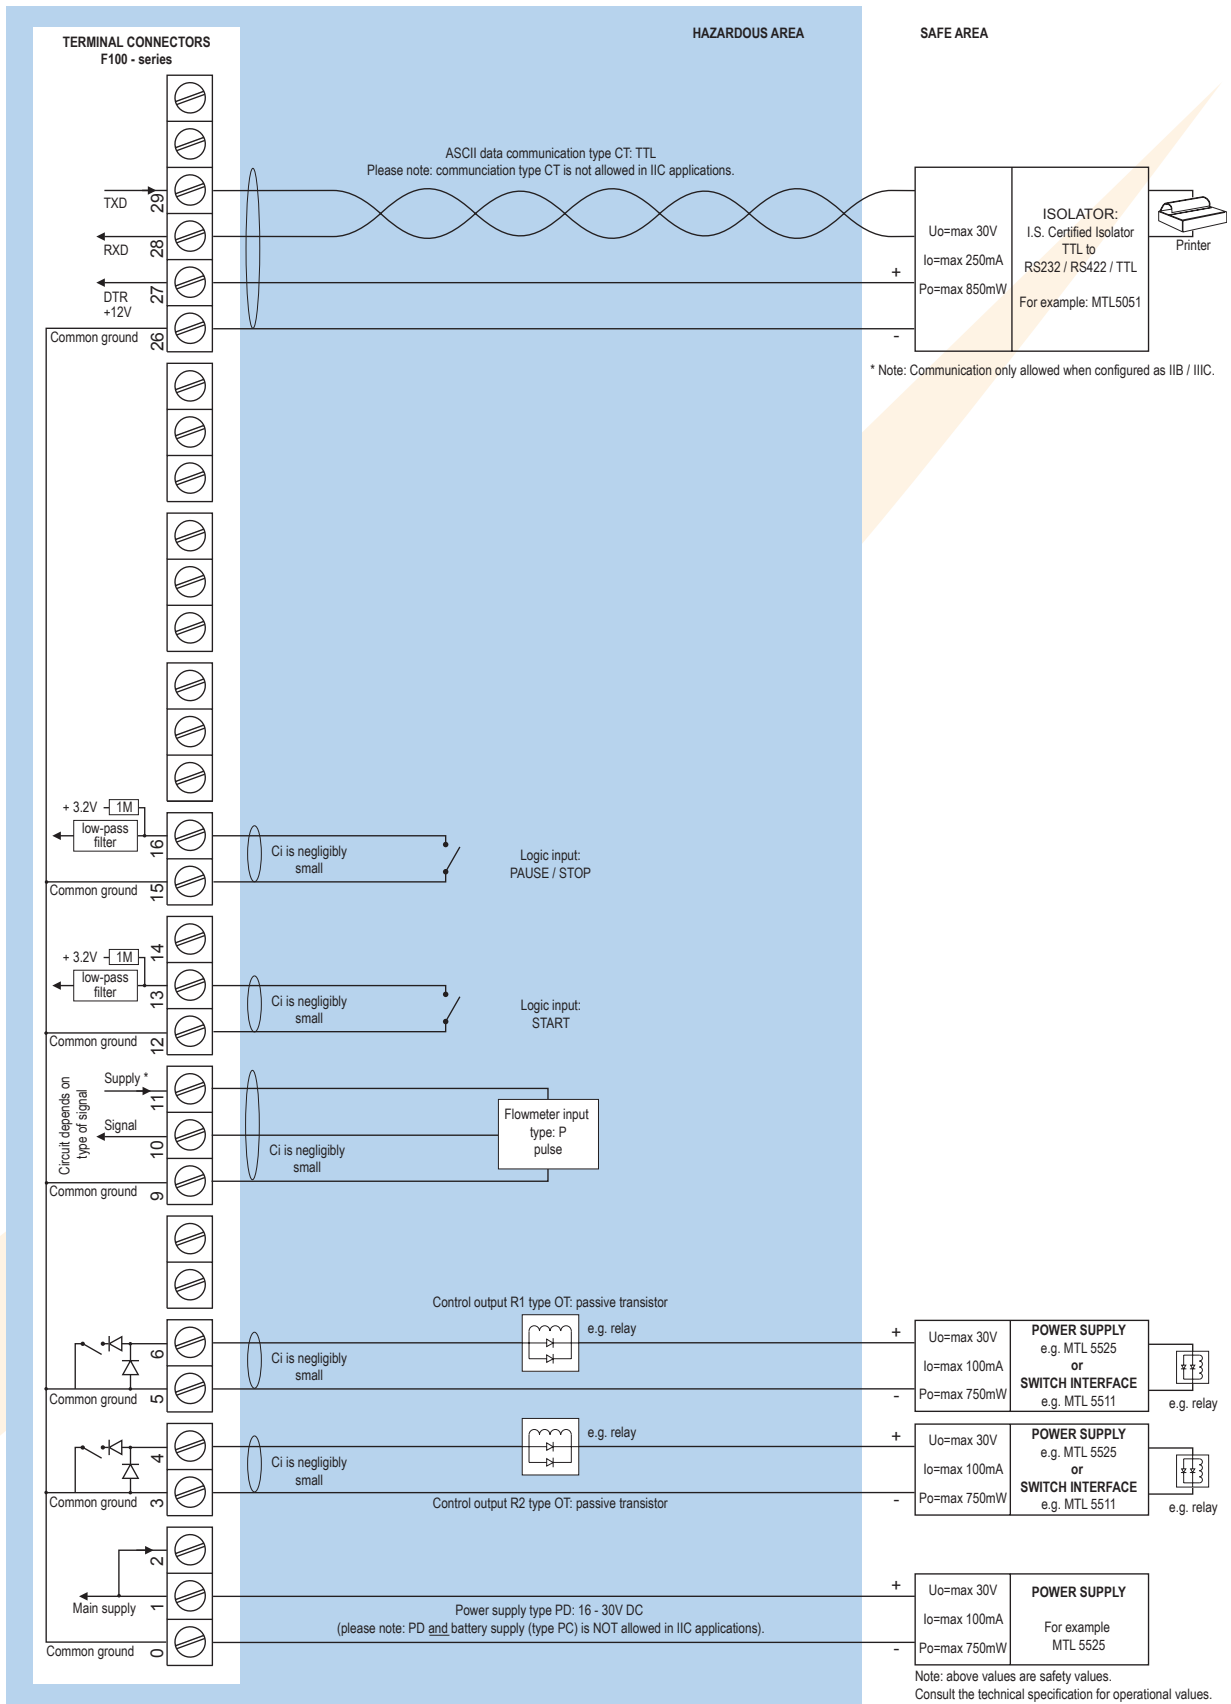 HAZARDOUS AREA
SAFE AREA
TERMINAL CONNECTORS
F100 - series
ASCII data communication type CT: TTL
Please note: communciation type CT is not allowed in IIC applications.
TXD
29
RXD
28
DTR
+12V
27
Common ground
26
+
-
Uo=max 30V
Io=max 250mA
Po=max 850mW
ISOLATOR:
I.S. Certified Isolator
TTL to
RS232 / RS422 / TTL
For example: MTL5051
Printer
* Note: Communication only allowed when configured as IIB / IIIC.
+ 3.2V
1M
low-pass
filter
16
Common ground
15
Ci is negligibly
small
Logic input:
PAUSE / STOP
14
+ 3.2V
1M
low-pass
filter
13
Common ground
12
Ci is negligibly
small
Logic input:
START
Circuit depends on
type of signal
Supply *
11
Signal
10
Common ground
9
Ci is negligibly
small
Flowmeter input
type: P
pulse
Control output R1 type OT: passive transistor
e.g. relay
6
Common ground
5
Ci is negligibly
small
+
-
Uo=max 30V
Io=max 100mA
Po=max 750mW
POWER SUPPLY
e.g. MTL 5525
or
SWITCH INTERFACE
e.g. MTL 5511
e.g. relay
e.g. relay
4
Common ground
3
Ci is negligibly
small
Control output R2 type OT: passive transistor
+
-
Uo=max 30V
Io=max 100mA
Po=max 750mW
POWER SUPPLY
e.g. MTL 5525
or
SWITCH INTERFACE
e.g. MTL 5511
e.g. relay
2
Main supply
1
Common ground
0
Power supply type PD: 16 - 30V DC
(please note: PD and battery supply (type PC) is NOT allowed in IIC applications).
+
-
Uo=max 30V
Io=max 100mA
Po=max 750mW
POWER SUPPLY
For example
MTL 5525
Note: above values are safety values.
Consult the technical specification for operational values.